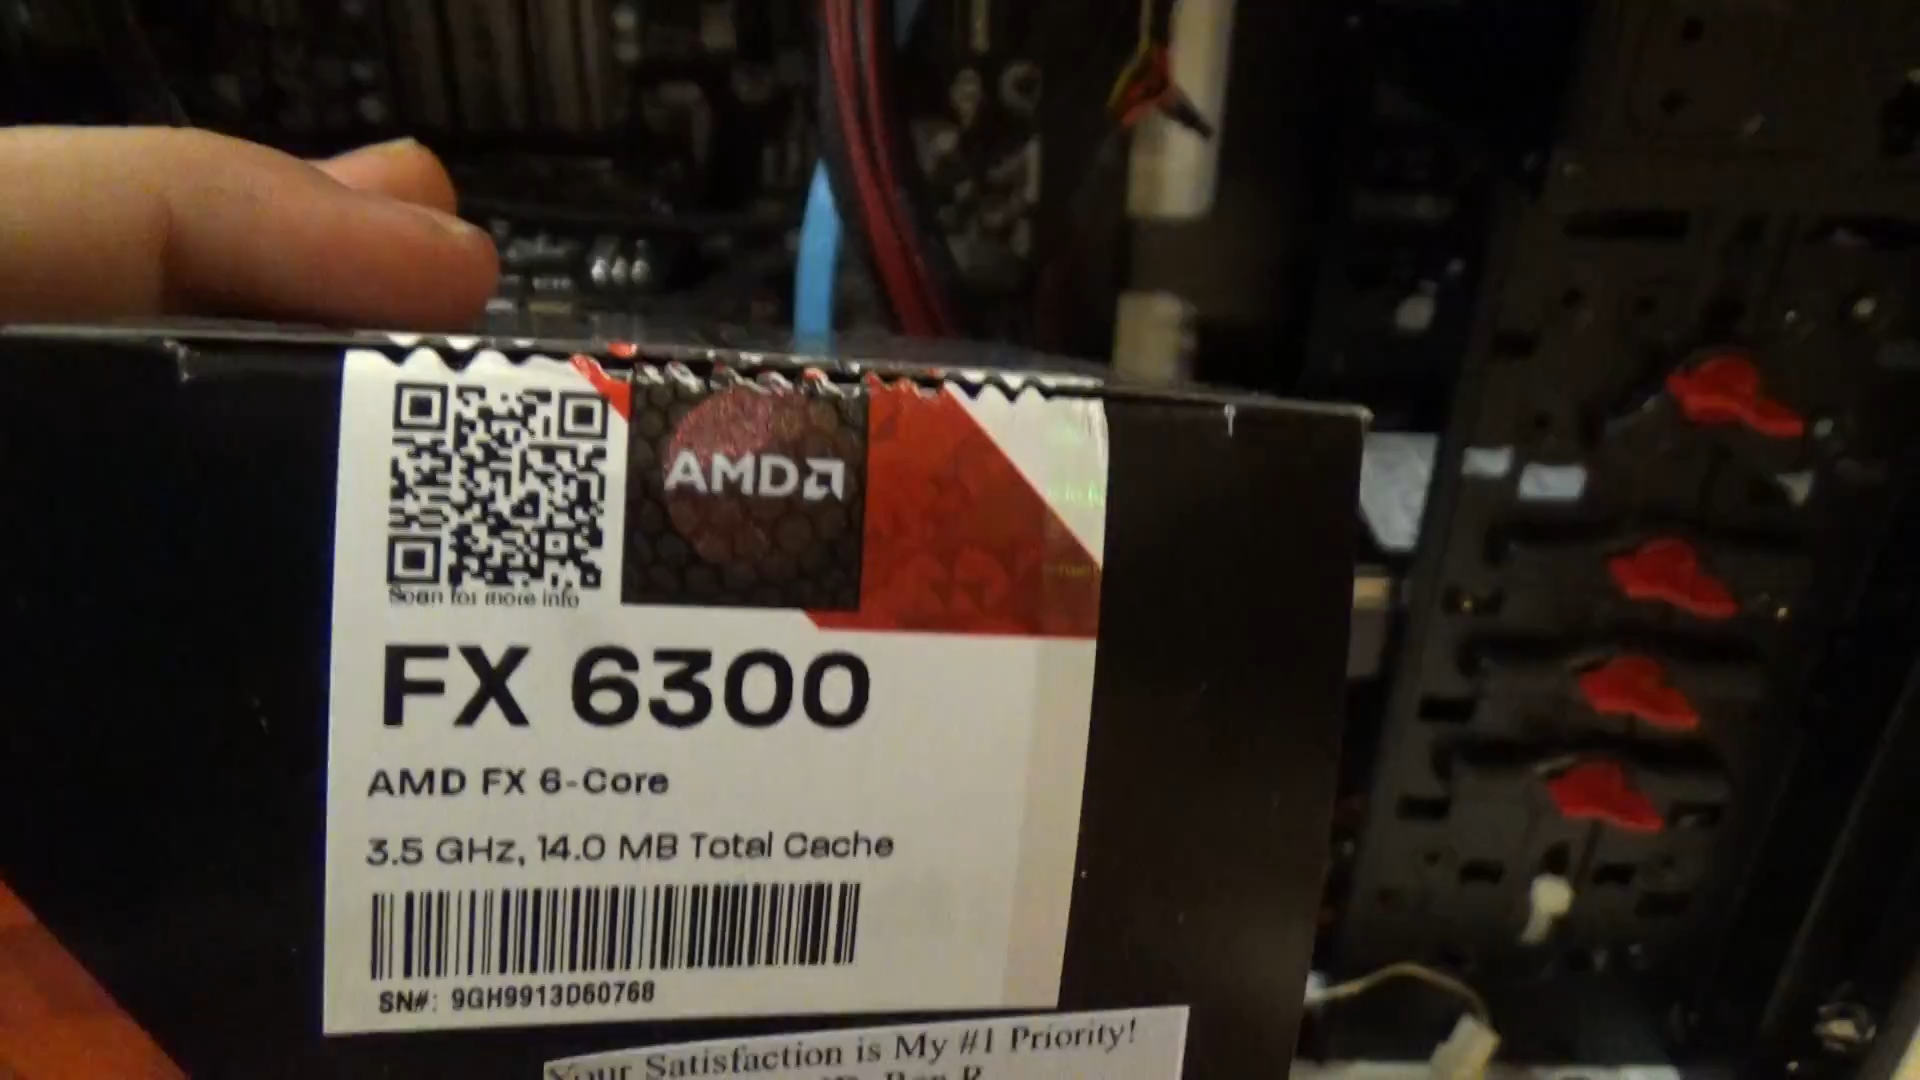 AMD
Scan for more info
FX 6300
AMD FX 6-Core
3.5 GHz, 14.0 MB Total Cache
SN#: 9GH9913D60768
Your Satisfaction is My #1 Priority!